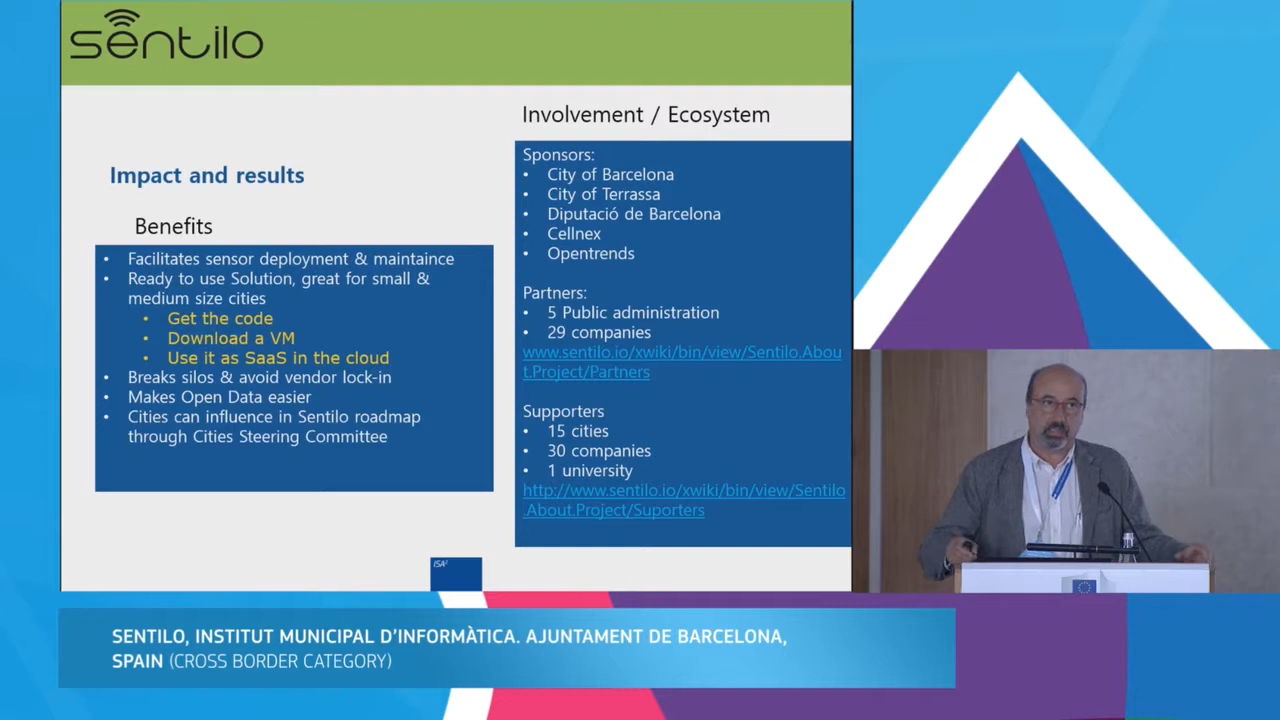 sentilo
Impact and results
Benefits
• Facilitates sensor deployment & maintaince
• Ready to use Solution, great for small &
medium size cities
• Get the code
• Download a VM
• Use it as SaaS in the cloud
• Breaks silos & avoid vendor lock-in
• Makes Open Data easier
• Cities can influence in Sentilo roadmap
through Cities Steering Committee
Involvement / Ecosystem
Sponsors:
• City of Barcelona
• City of Terrassa
• Diputació de Barcelona
• Cellnex
• Opentrends
Partners:
• 5 Public administration
• 29 companies
www.sentilo.io/xwiki/bin/view/Sentilo.Abou
t.Project/Partners
Supporters
• 15 cities
• 30 companies
• 1 university
http://www.sentilo.io/xwiki/bin/view/Sentilo
.About.Project/Suporters
ISA²
SENTILO, INSTITUT MUNICIPAL D'INFORMÀTICA. AJUNTAMENT DE BARCELONA,
SPAIN (CROSS BORDER CATEGORY)